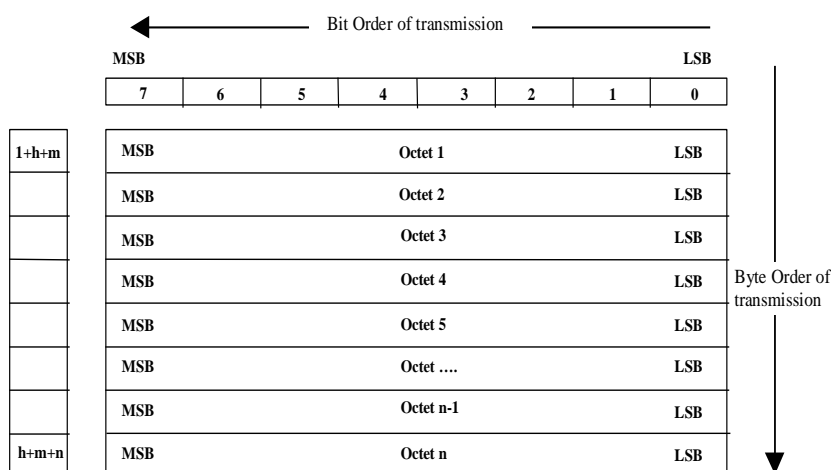 Bit Order of transmission
MSB LSB
7 6 5 4 3 2 1 0
1+h+m MSB Octet 1 LSB
MSB Octet 2 LSB
MSB Octet 3 LSB
MSB Octet 4 LSB
MSB Octet 5 LSB
MSB Octet …. LSB
MSB Octet n-1 LSB
h+m+n MSB Octet n LSB
Byte Order of
transmission